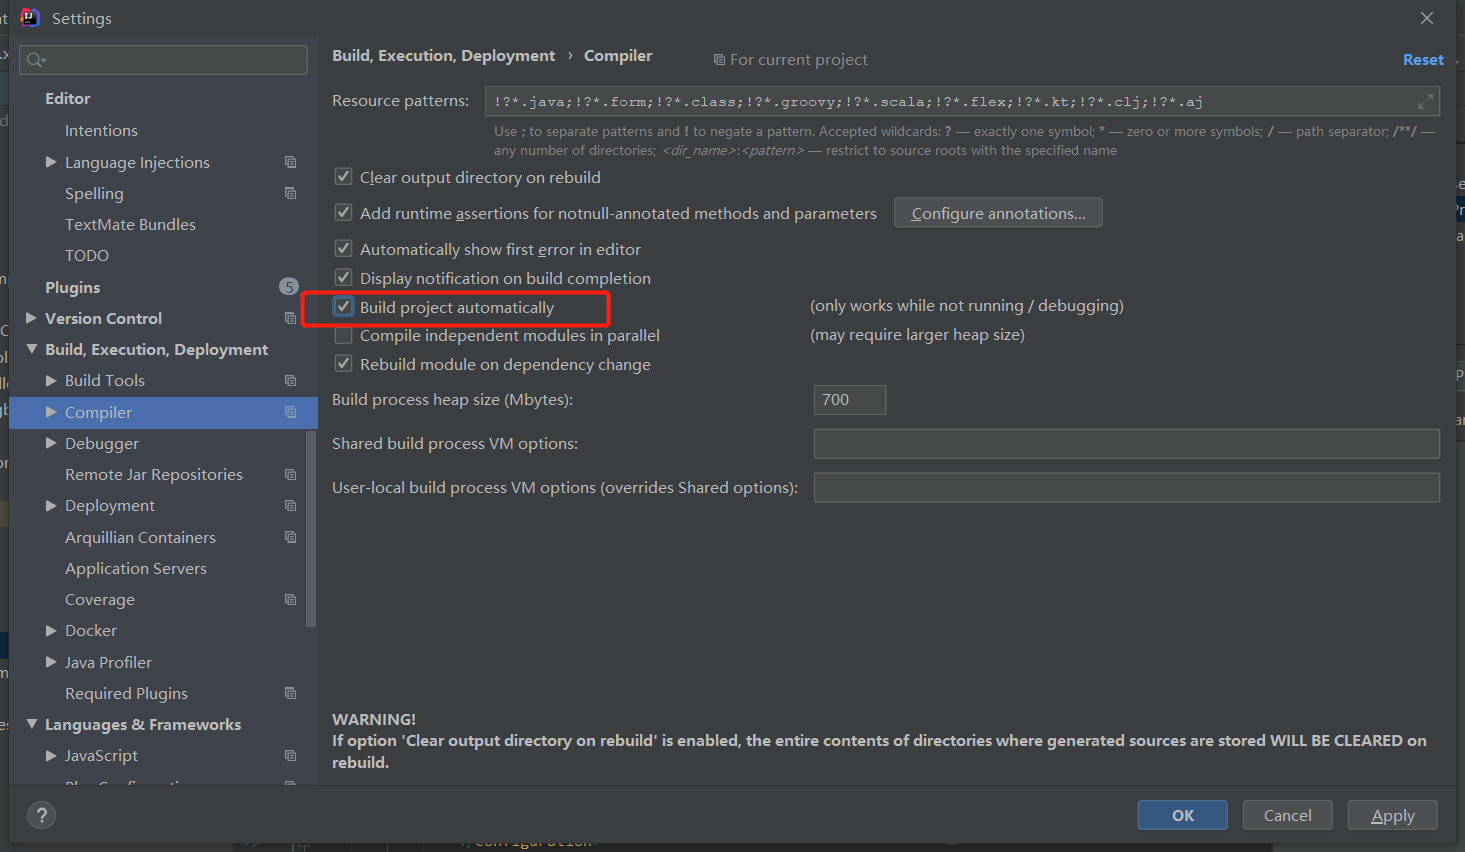 Settings
Build, Execution, Deployment › Compiler
For current project
Reset
Editor
Intentions
Language Injections
Spelling
TextMate Bundles
TODO
Plugins
5
Version Control
Build, Execution, Deployment
Build Tools
Compiler
Debugger
Remote Jar Repositories
Deployment
Arquillian Containers
Application Servers
Coverage
Docker
Java Profiler
Required Plugins
Languages & Frameworks
JavaScript
Resource patterns:
!?*.java;!?*.form;!?*.class;!?*.groovy;!?*.scala;!?*.flex;!?*.kt;!?*.clj;!?*.aj
Use ; to separate patterns and ! to negate a pattern. Accepted wildcards: ? — exactly one symbol; * — zero or more symbols; / — path separator; /**/ —
any number of directories; <dir_name>:<pattern> — restrict to source roots with the specified name
Clear output directory on rebuild
Add runtime assertions for notnull-annotated methods and parameters
Configure annotations...
Automatically show first error in editor
Display notification on build completion
Build project automatically
(only works while not running / debugging)
Compile independent modules in parallel
(may require larger heap size)
Rebuild module on dependency change
Build process heap size (Mbytes):
700
Shared build process VM options:
User-local build process VM options (overrides Shared options):
WARNING!
If option 'Clear output directory on rebuild' is enabled, the entire contents of directories where generated sources are stored WILL BE CLEARED on
rebuild.
?
OK
Cancel
Apply